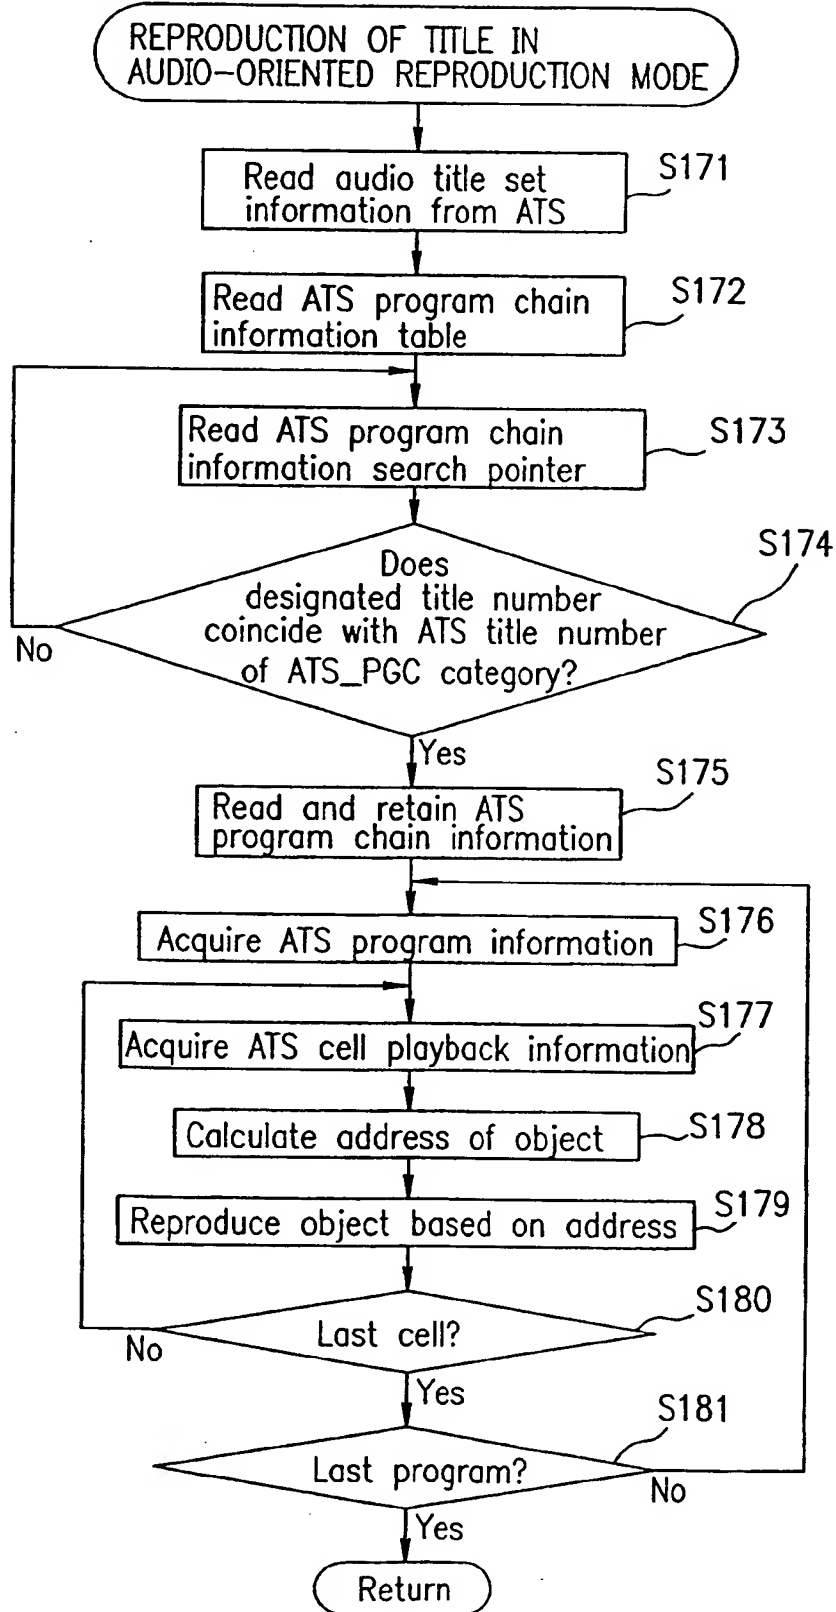 REPRODUCTION OF TITLE IN
AUDIO-ORIENTED REPRODUCTION MODE
S171
Read audio title set
information from ATS
S172
Read ATS program chain
information table
S173
Read ATS program chain
information search pointer
S174
Does
designated title number
coincide with ATS title number
of ATS_PGC category?
No
Yes
S175
Read and retain ATS
program chain information
S176
Acquire ATS program information
S177
Acquire ATS cell playback information
S178
Calculate address of object
S179
Reproduce object based on address
S180
Last cell?
No
Yes
S181
Last program?
No
Yes
Return